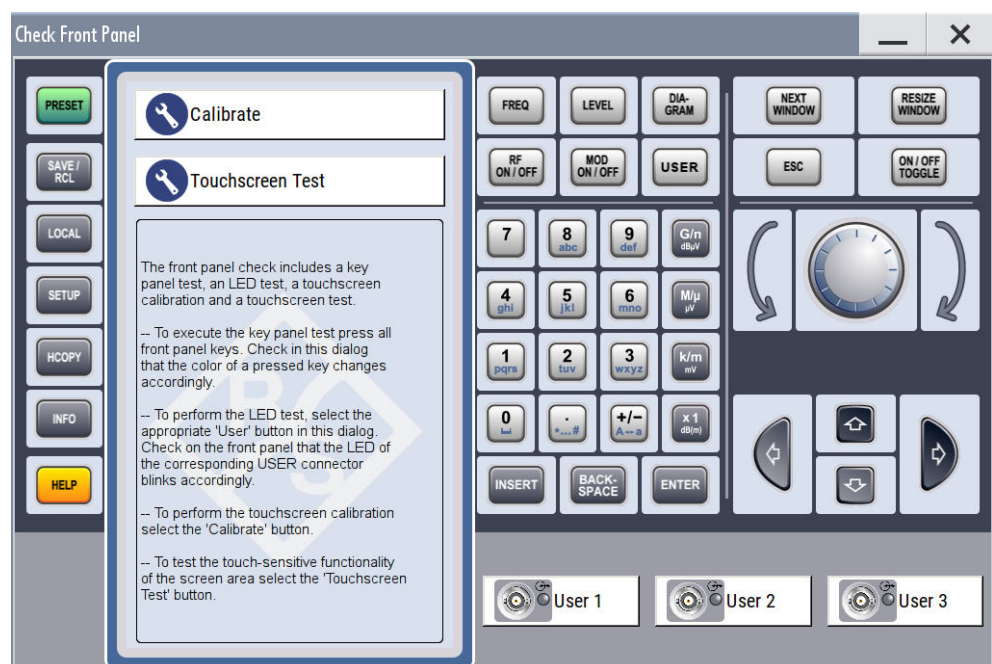 Check Front Panel
PRESET
SAVE /
RCL
LOCAL
SETUP
HCOPY
INFO
HELP
Calibrate
Touchscreen Test
The front panel check includes a key
panel test, an LED test, a touchscreen
calibration and a touchscreen test.
-- To execute the key panel test press all
front panel keys. Check in this dialog
that the color of a pressed key changes
accordingly.
-- To perform the LED test, select the
appropriate 'User' button in this dialog.
Check on the front panel that the LED of
the corresponding USER connector
blinks accordingly.
-- To perform the touchscreen calibration
select the 'Calibrate' button.
-- To test the touch-sensitive functionality
of the screen area select the 'Touchscreen
Test' button.
R
S
FREQ
LEVEL
DIA-
GRAM
RF
ON / OFF
MOD
ON / OFF
USER
7
8
abc
9
def
G/n
dBµV
4
ghi
5
jkl
6
mno
M/µ
µV
1
pqrs
2
tuv
3
wxyz
k/m
mV
0
.
*...#
+/-
A↔a
x 1
dB(m)
INSERT
BACK-
SPACE
ENTER
NEXT
WINDOW
RESIZE
WINDOW
ESC
ON / OFF
TOGGLE
User 1
User 2
User 3